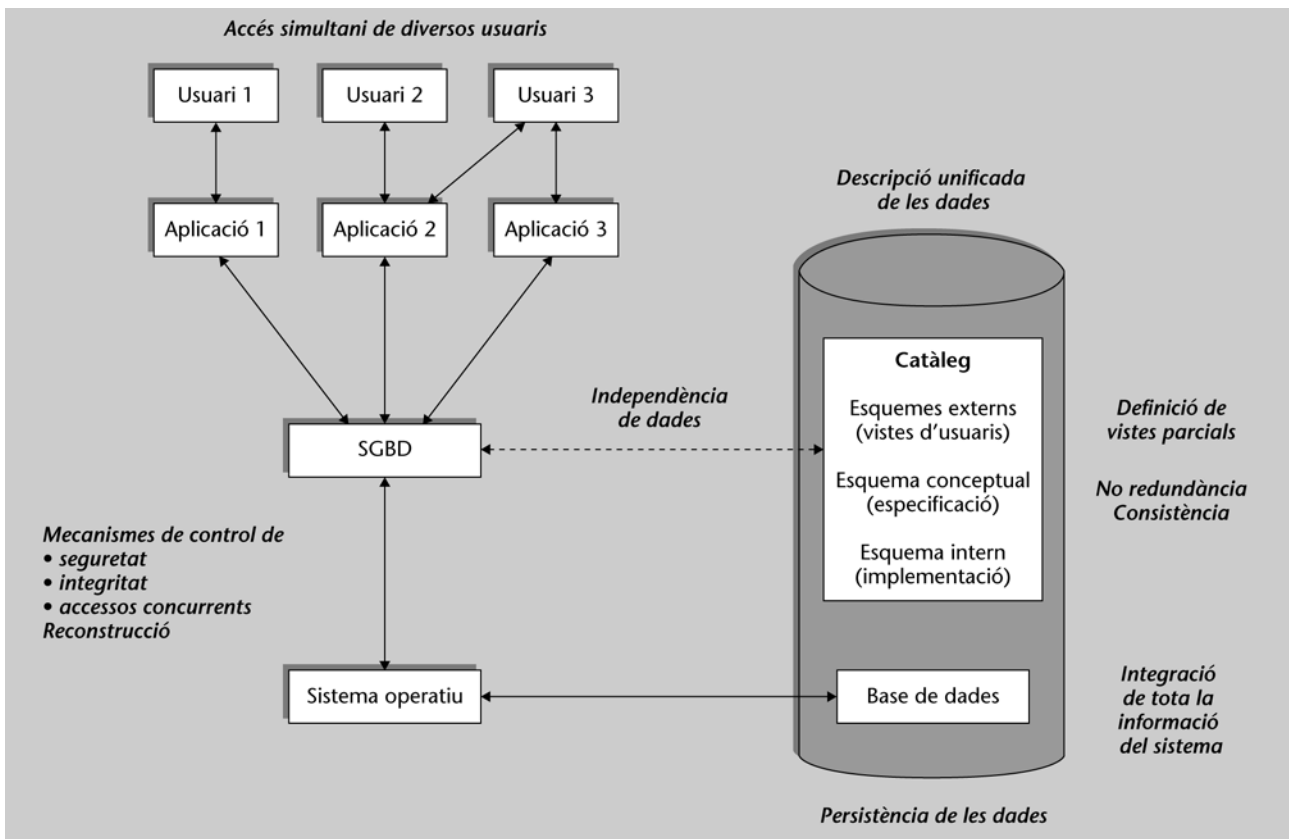 Accés simultani de diversos usuaris
Usuari 1
Usuari 2
Usuari 3
Aplicació 1
Aplicació 2
Aplicació 3
Descripció unificada
de les dades
SGBD
Independència
de dades
Catàleg
Esquemes externs
(vistes d'usuaris)
Esquema conceptual
(especificació)
Esquema intern
(implementació)
Definició de
vistes parcials
No redundància
Consistència
Mecanismes de control de
• seguretat
• integritat
• accessos concurrents
Reconstrucció
Sistema operatiu
Base de dades
Integració
de tota la
informació
del sistema
Persistència de les dades